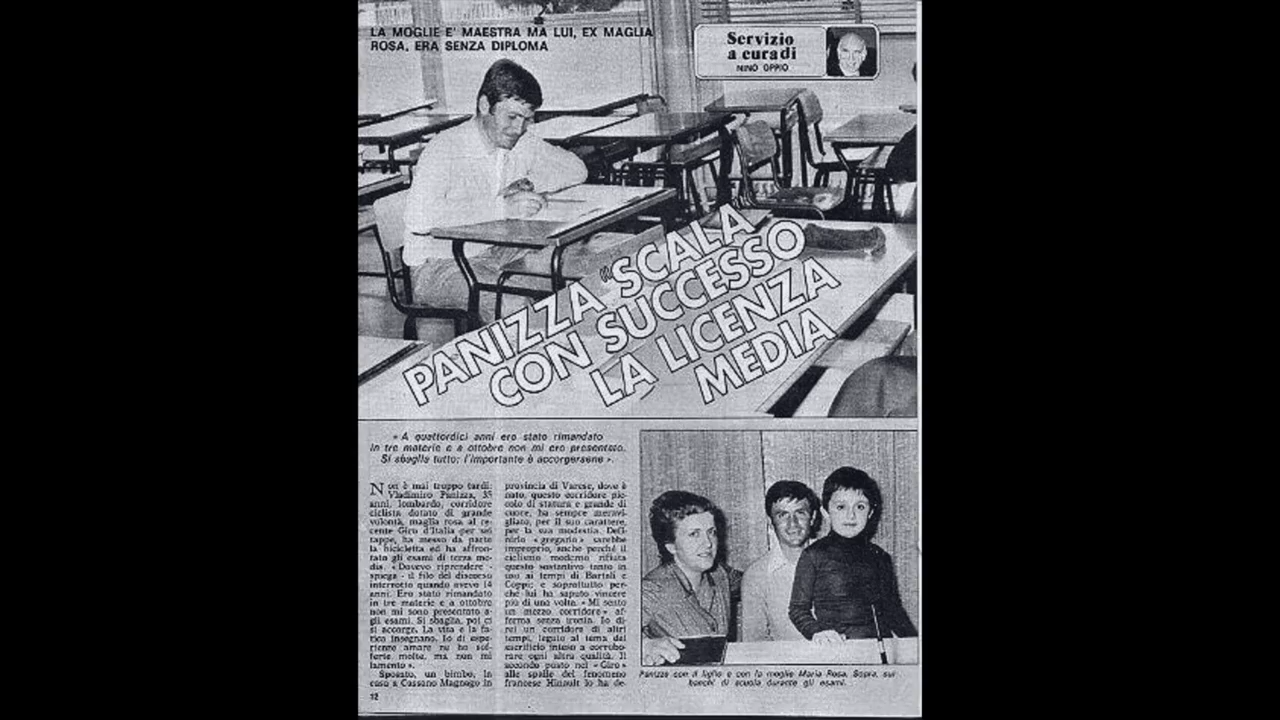 LA MOGLIE E' MAESTRA MA LUI, EX MAGLIA
ROSA, ERA SENZA DIPLOMA
Servizio
a cura di
NINO OPPIO
PANIZZA "SCALA
CON SUCCESSO
LA LICENZA
MEDIA
« A quattordici anni ero stato rimandato
in tre materie e a ottobre non mi ero presentato.
Si sbaglia tutto; l'importante è accorgersene ».
Non è mai troppo tardi:
Vladimiro Panizza, 35
anni, lombardo, corridore
ciclista dotato di grande
volontà, maglia rosa al re-
cente Giro d'Italia per sei
tappe, ha messo da parte
la bicicletta ed ha affron-
tato gli esami di terza me-
dia. « Dovevo riprendere -
spiega - il filo del discorso
interrotto quando avevo 14
anni. Ero stato rimandato
in tre materie e a ottobre
non mi sono presentato a-
gli esami. Si sbaglia, poi ci
si accorge. La vita e la fa-
tica insegnano. Io di espe-
rienze amare ne ho sof-
ferte molte, ma non mi
lamento ».
Sposato, un bimbo, in
casa a Cassano Magnago in
provincia di Varese, dove è
nato, questo corridore pic-
colo di statura e grande di
cuore, ha sempre meravi-
gliato, per il suo carattere,
per la sua modestia. Defi-
nirlo « gregario » sarebbe
improprio, anche perché il
ciclismo moderno rifiuta
questo sostantivo tanto in
uso ai tempi di Bartali e
Coppi; e soprattutto per-
ché lui ha saputo vincere
più di una volta. « Mi sento
un mezzo corridore » af-
ferma senza ironia. Io di-
rei un corridore di altri
tempi, legato al tema del
sacrificio inteso a corrobo-
rare ogni altra qualità. Il
secondo posto nel « Giro »
alle spalle del fenomeno
francese Hinault lo ha de-
Panizza con il figlio e con la moglie Maria Rosa. Sopra, sui
banchi di scuola durante gli esami.
12